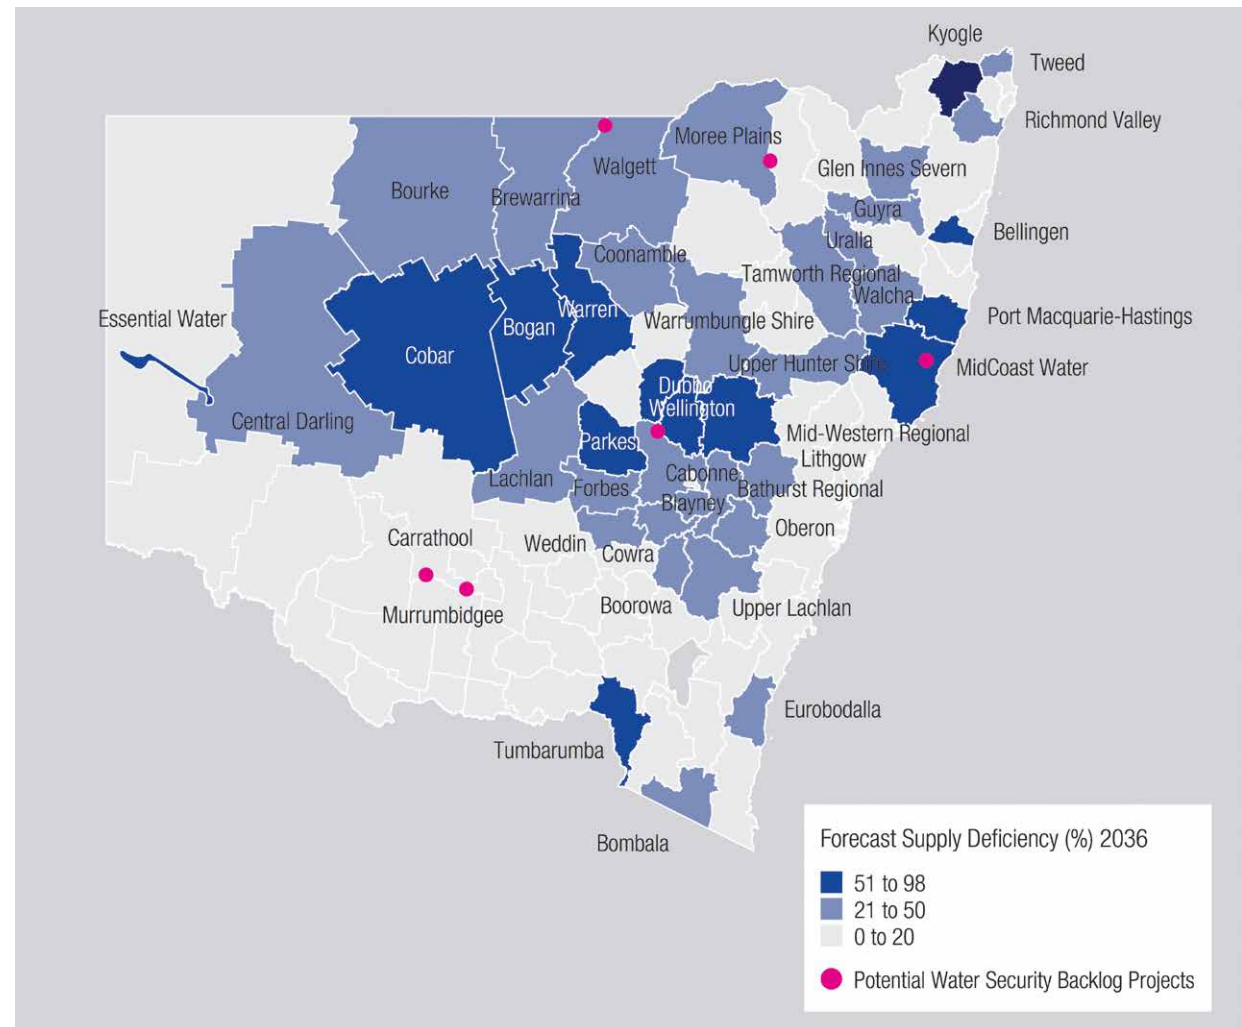 Kyogle
Tweed
Richmond Valley
Moree Plains
Walgett
Glen Innes Severn
Bourke
Brewarrina
Guyra
Bellingen
Uralla
Coonamble
Tamworth Regional
Walcha
Essential Water
Warren
Port Macquarie-Hastings
Bogan
Warrumbungle Shire
Cobar
Upper Hunter Shire
MidCoast Water
Dubbo
Wellington
Central Darling
Mid-Western Regional
Parkes
Lithgow
Cabonne
Lachlan
Forbes
Bathurst Regional
Blayney
Oberon
Carrathool
Weddin
Cowra
Boorowa
Upper Lachlan
Murrumbidgee
Eurobodalla
Tumbarumba
Bombala
Forecast Supply Deficiency (%) 2036
51 to 98
21 to 50
0 to 20
Potential Water Security Backlog Projects